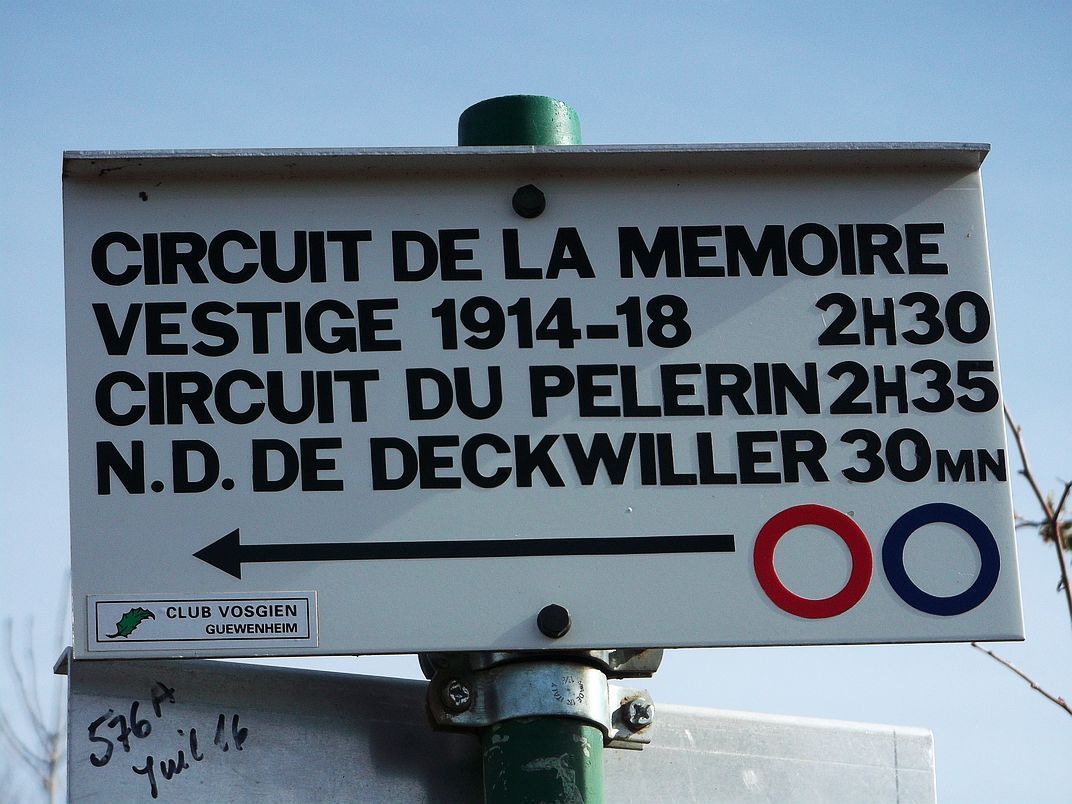 CIRCUIT DE LA MEMOIRE
VESTIGE 1914-18 2H30
CIRCUIT DU PELERIN 2H35
N.D. DE DECKWILLER 30MN
CLUB VOSGIEN
GUEWENHEIM
576 A
Juil 16